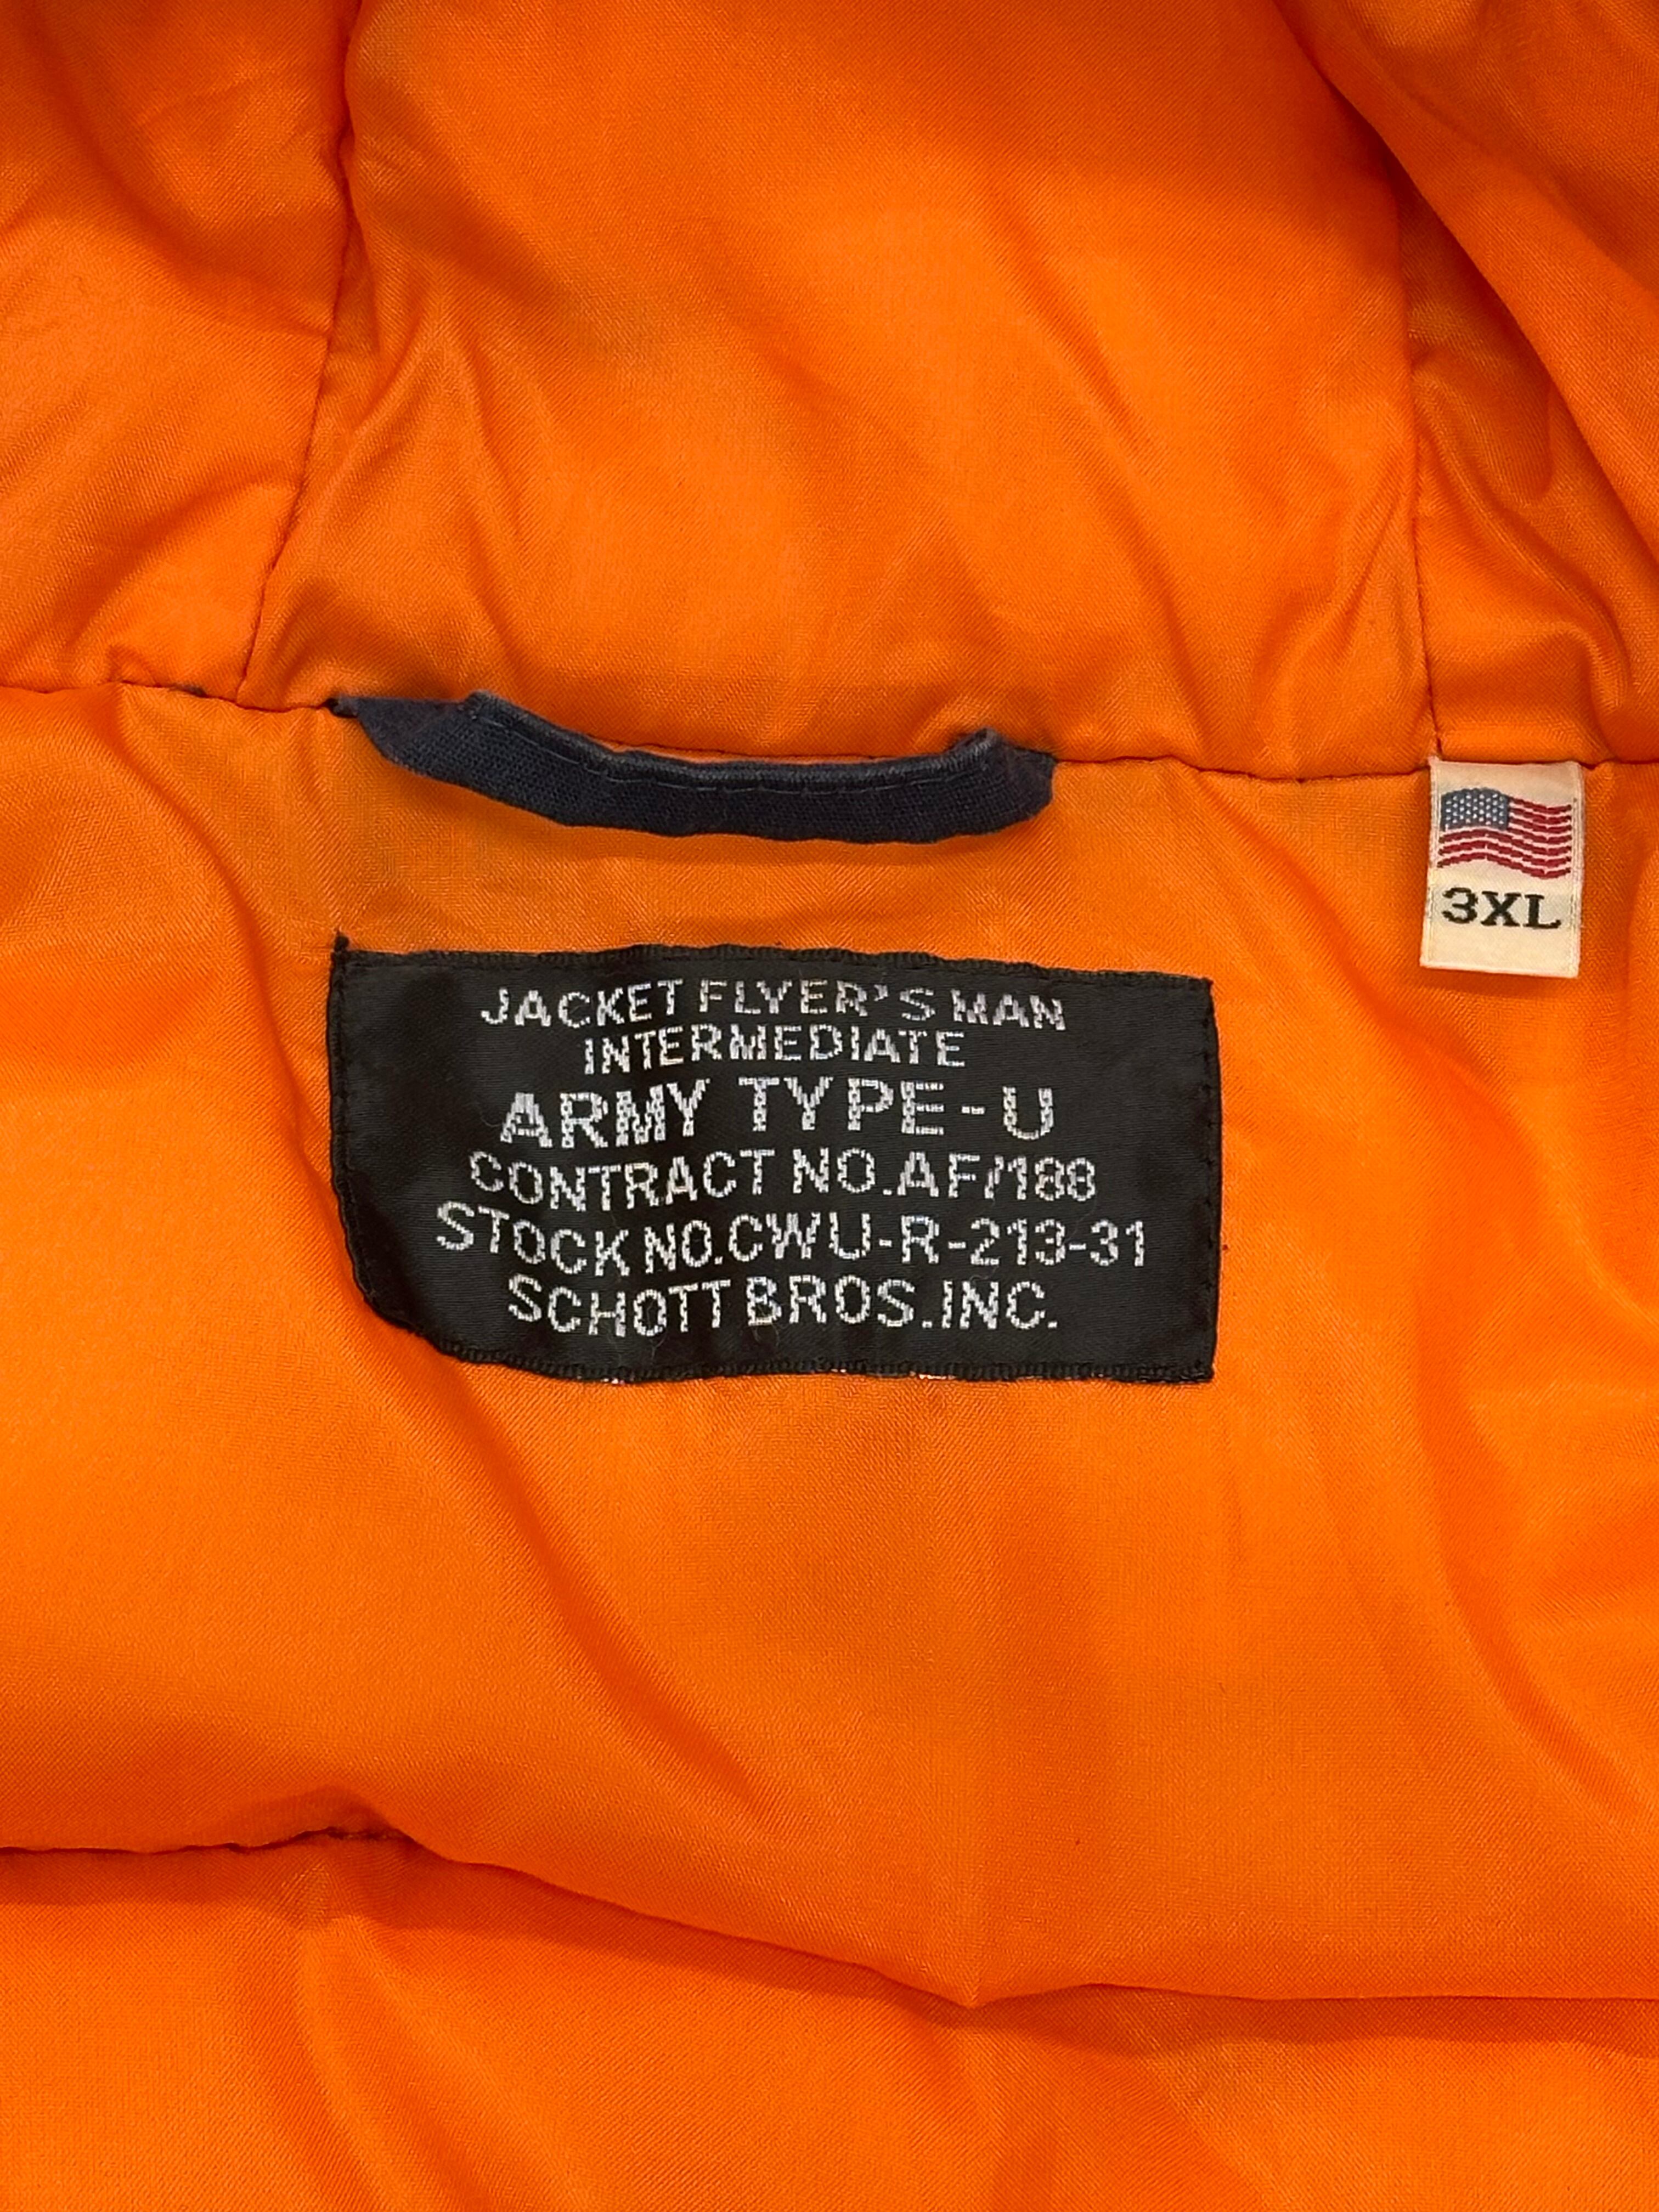 3XL
JACKET FLYER'S MAN
INTERMEDIATE
ARMY TYPE-U
CONTRACT NO.AF/188
STOCK NO.CWU-R-213-31
SCHOTT BROS.INC.